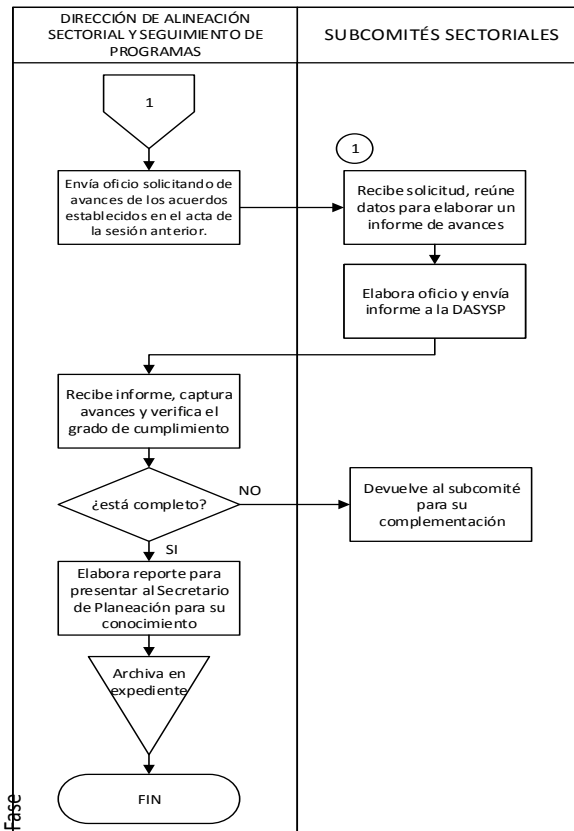 DIRECCIÓN DE ALINEACIÓN
SECTORIAL Y SEGUIMIENTO DE
PROGRAMAS
SUBCOMITÉS SECTORIALES
1
1
Envía oficio solicitando de
avances de los acuerdos
establecidos en el acta de
la sesión anterior.
Recibe solicitud, reúne
datos para elaborar un
informe de avances
Elabora oficio y envía
informe a la DASYSP
Recibe informe, captura
avances y verifica el
grado de cumplimiento
¿está completo?
NO
Devuelve al subcomité
para su
complementación
SI
Elabora reporte para
presentar al Secretario
de Planeación para su
conocimiento
Archiva en
expediente
FIN
Fase